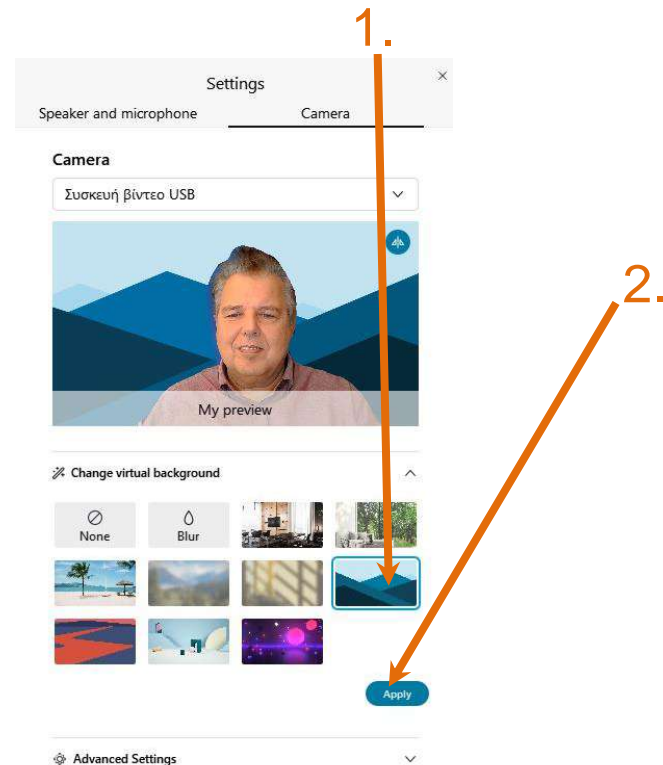 1.
Settings
Speaker and microphone Camera
Camera
Συσκευή βίντεο USB
2.
My preview
Change virtual background
None Blur
Apply
Advanced Settings